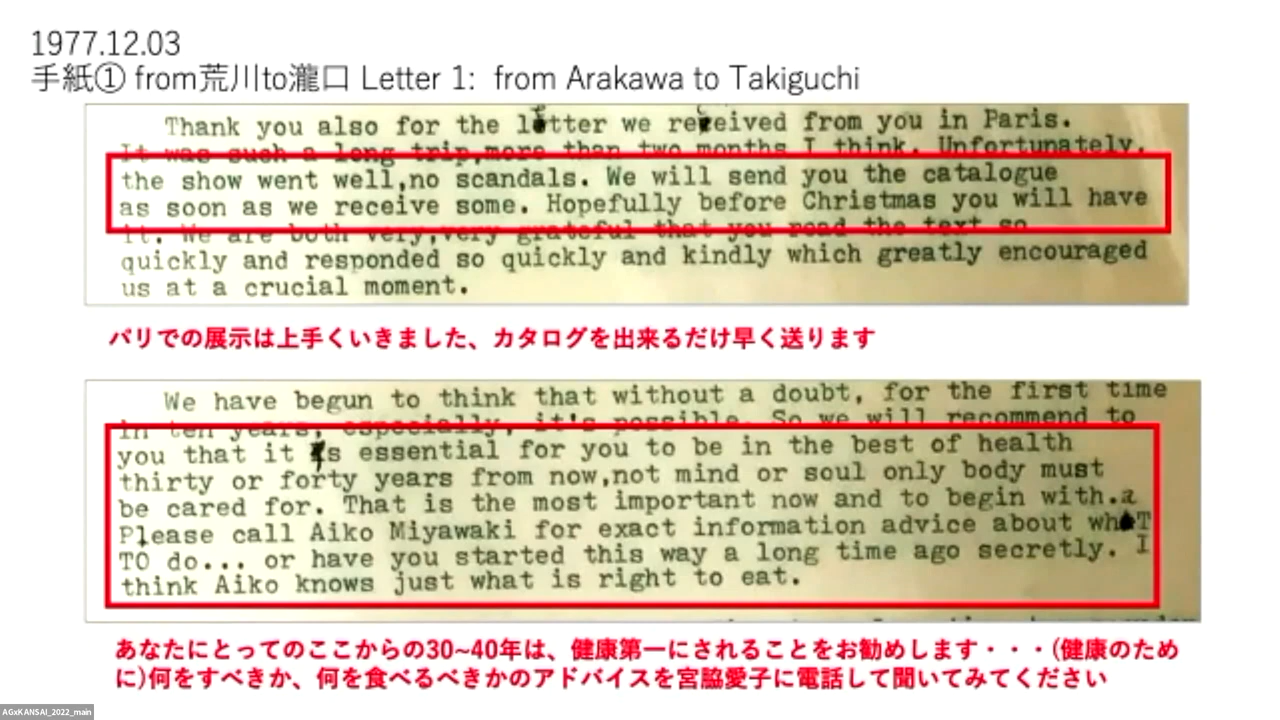 1977.12.03
手紙① from荒川to瀧口 Letter 1: from Arakawa to Takiguchi
Thank you also for the letter we received from you in Paris.
It was such a long trip,more than two months I think. Unfortunately,
the show went well,no scandals. We will send you the catalogue
as soon as we receive some. Hopefully before Christmas you will have
it. We are both very,very grateful that you read the text so
quickly and responded so quickly and kindly which greatly encouraged
us at a crucial moment.
パリでの展示は上手くいきました、カタログを出来るだけ早く送ります
We have begun to think that without a doubt, for the first time
in ten years, especially, it's possible. So we will recommend to
you that it is essential for you to be in the best of health
thirty or forty years from now,not mind or soul only body must
be cared for. That is the most important now and to begin with.
Please call Aiko Miyawaki for exact information advice about whaT
TO do... or have you started this way a long time ago secretly. I
think Aiko knows just what is right to eat.
あなたにとってのここからの30~40年は、健康第一にされることをお勧めします・・・(健康のため
に)何をすべきか、何を食べるべきかのアドバイスを宮脇愛子に電話して聞いてみてください
AGxKANSAI_2022_main